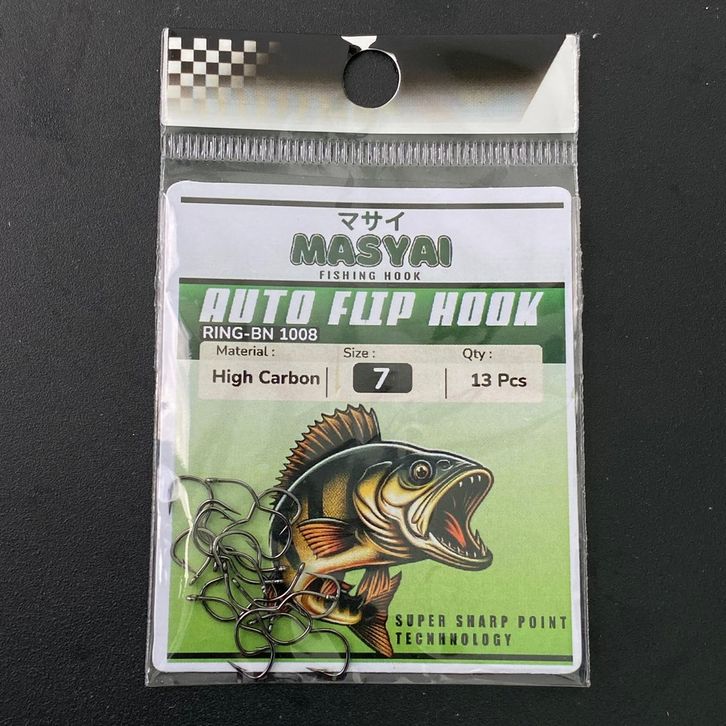 マサイ
MASYAI
FISHING HOOK
AUTO FLIP HOOK
RING-BN 1008
Material : Size : Qty :
High Carbon 7 13 Pcs
SUPER SHARP POINT
TECNHNOLOGY